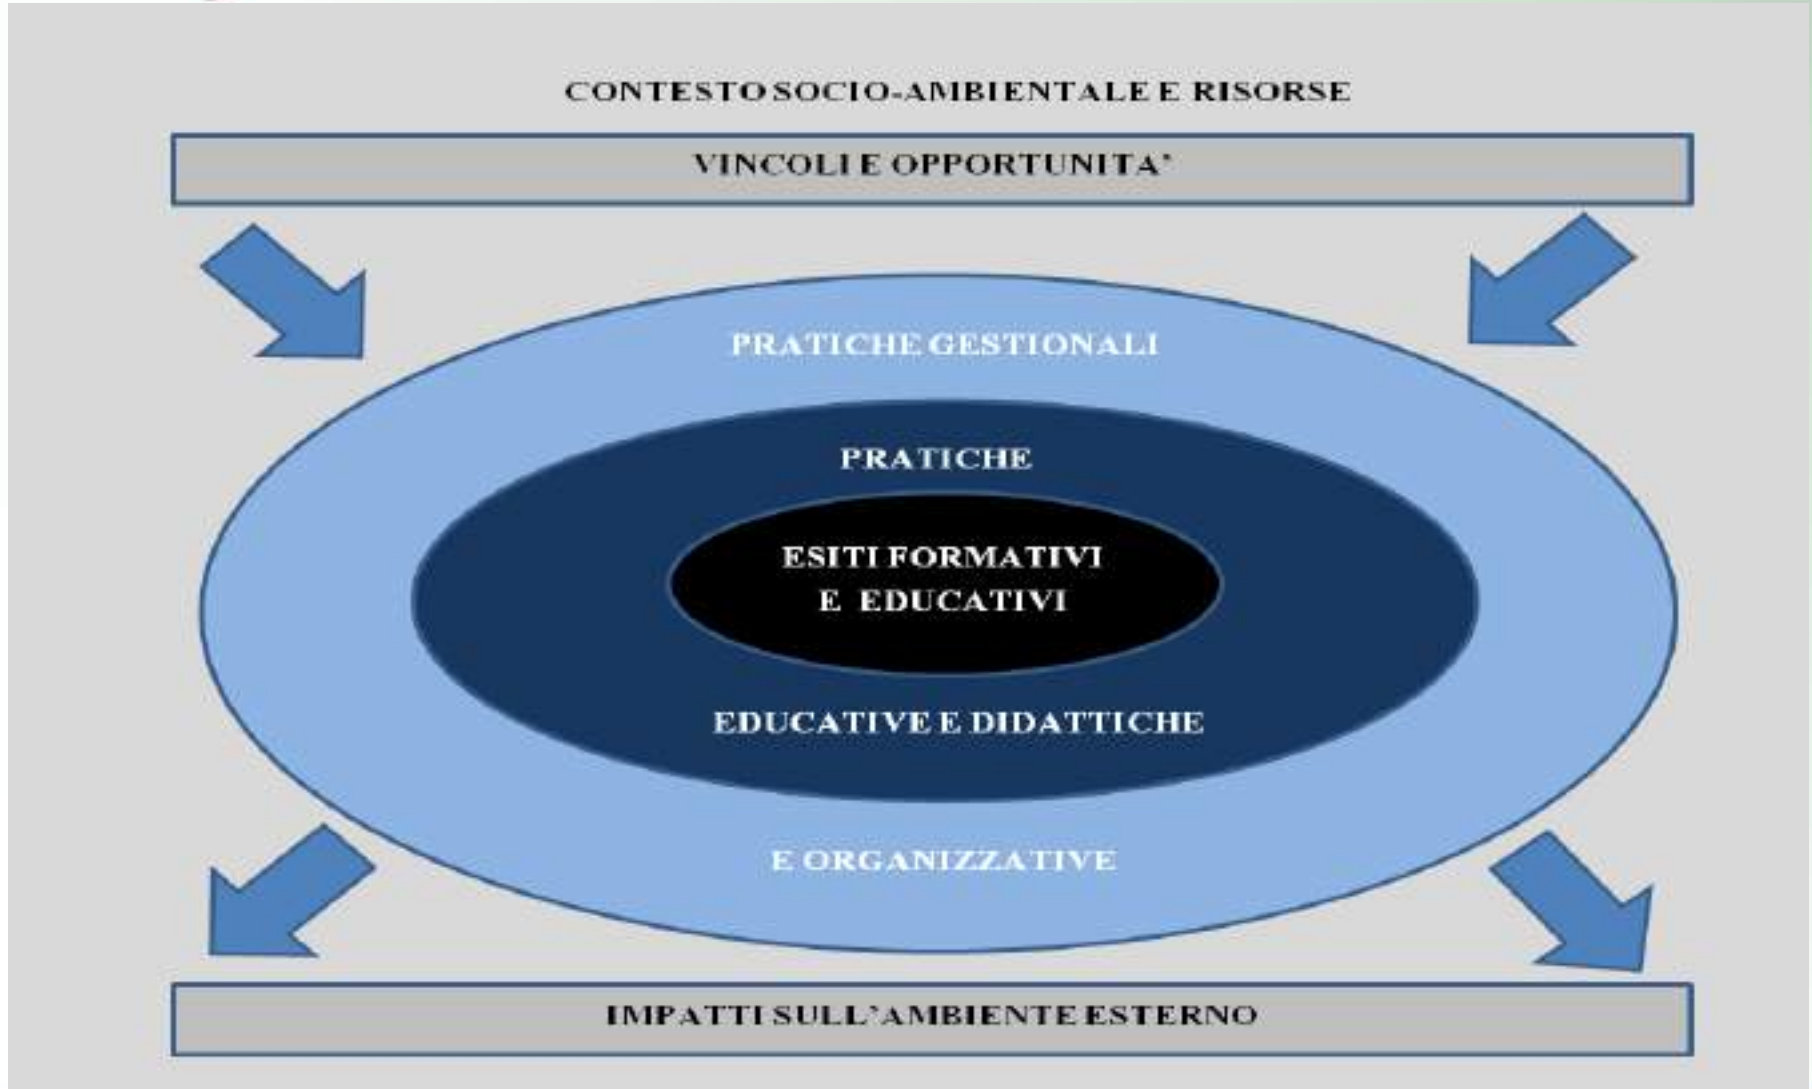 CONTESTO SOCIO-AMBIENTALE E RISORSE
VINCOLI E OPPORTUNITA'
PRATICHE GESTIONALI
PRATICHE
ESITI FORMATIVI
E EDUCATIVI
EDUCATIVE E DIDATTICHE
E ORGANIZZATIVE
IMPATTI SULL'AMBIENTE ESTERNO